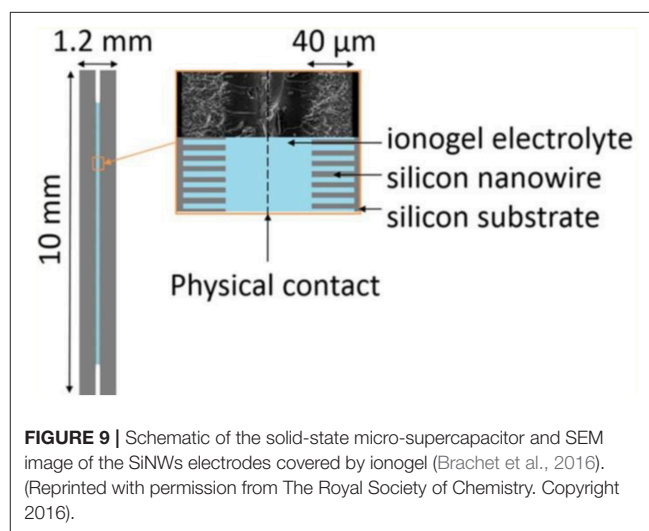 1.2 mm
40 μm
10 mm
ionogel electrolyte
silicon nanowire
silicon substrate
Physical contact
FIGURE 9 | Schematic of the solid-state micro-supercapacitor and SEM
image of the SiNWs electrodes covered by ionogel (Brachet et al., 2016).
(Reprinted with permission from The Royal Society of Chemistry. Copyright
2016).